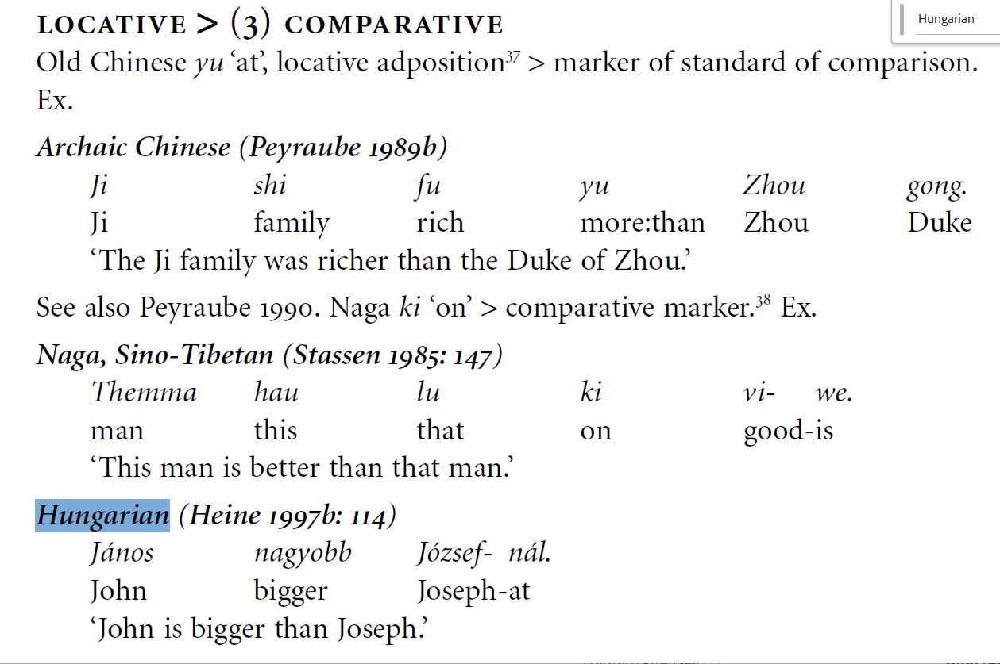 LOCATIVE > (3) COMPARATIVE
Hungarian
Old Chinese yu ‘at’, locative adposition37 > marker of standard of comparison.
Ex.
Archaic Chinese (Peyraube 1989b)
Ji shi fu yu Zhou gong.
Ji family rich more:than Zhou Duke
‘The Ji family was richer than the Duke of Zhou.’
See also Peyraube 1990. Naga ki ‘on’ > comparative marker.38 Ex.
Naga, Sino-Tibetan (Stassen 1985: 147)
Themma hau lu ki vi- we.
man this that on good-is
‘This man is better than that man.’
Hungarian (Heine 1997b: 114)
János nagyobb József- nál.
John bigger Joseph-at
‘John is bigger than Joseph.’